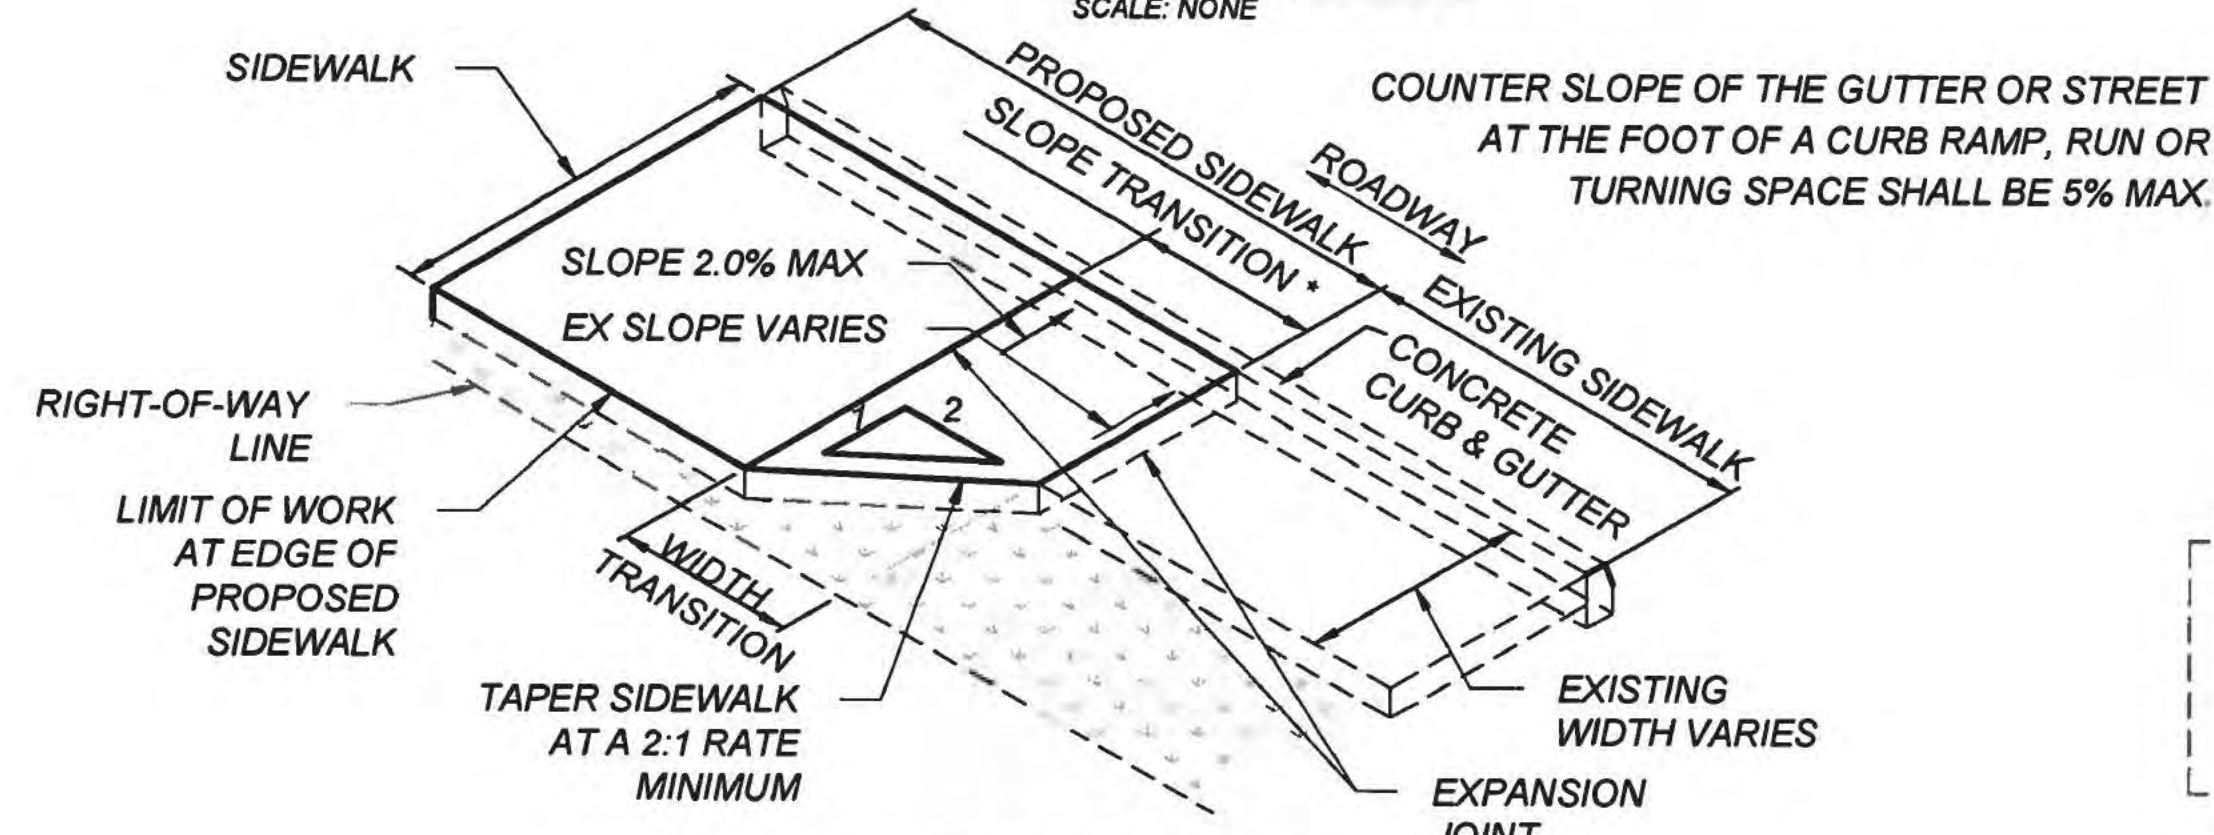 SCALE: NONE
SIDEWALK
PROPOSED SIDEWALK
SLOPE TRANSITION *
ROADWAY
COUNTER SLOPE OF THE GUTTER OR STREET
AT THE FOOT OF A CURB RAMP, RUN OR
TURNING SPACE SHALL BE 5% MAX.
SLOPE 2.0% MAX
EX SLOPE VARIES
EXISTING SIDEWALK
CONCRETE
CURB & GUTTER
RIGHT-OF-WAY
LINE
1
2
LIMIT OF WORK
AT EDGE OF
PROPOSED
SIDEWALK
WIDTH
TRANSITION
TAPER SIDEWALK
AT A 2:1 RATE
MINIMUM
EXISTING
WIDTH VARIES
EXPANSION
JOINT